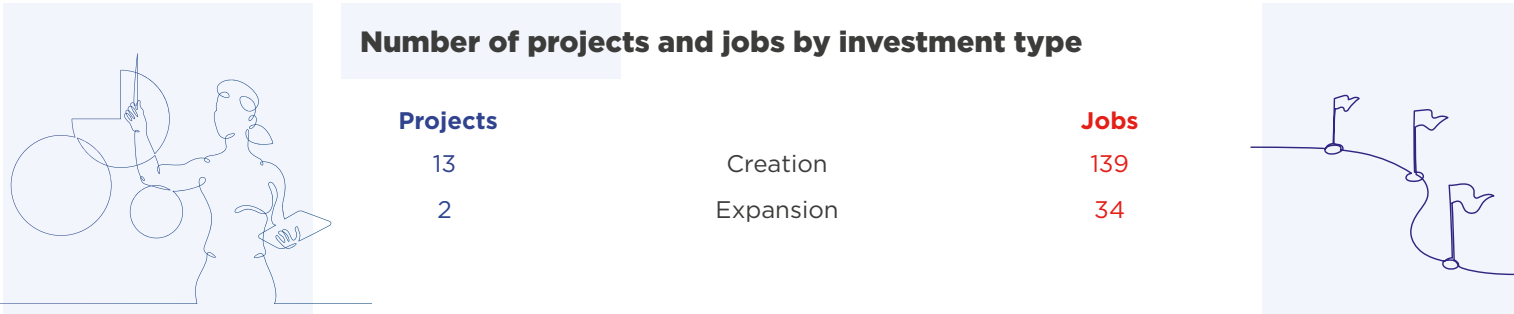 Number of projects and jobs by investment type
Projects Jobs
13 Creation 139
2 Expansion 34